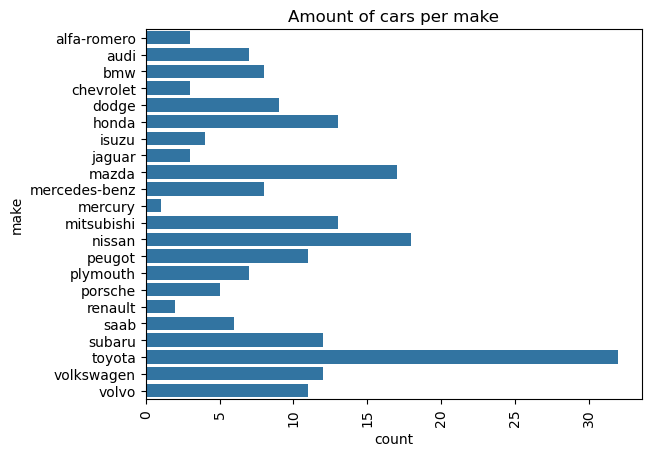 Amount of cars per make
alfa-romero
audi
bmw
chevrolet
dodge
honda
isuzu
jaguar
mazda
mercedes-benz
mercury
mitsubishi
nissan
peugot
plymouth
porsche
renault
saab
subaru
toyota
volkswagen
volvo
make
0 5 10 15 20 25 30
count